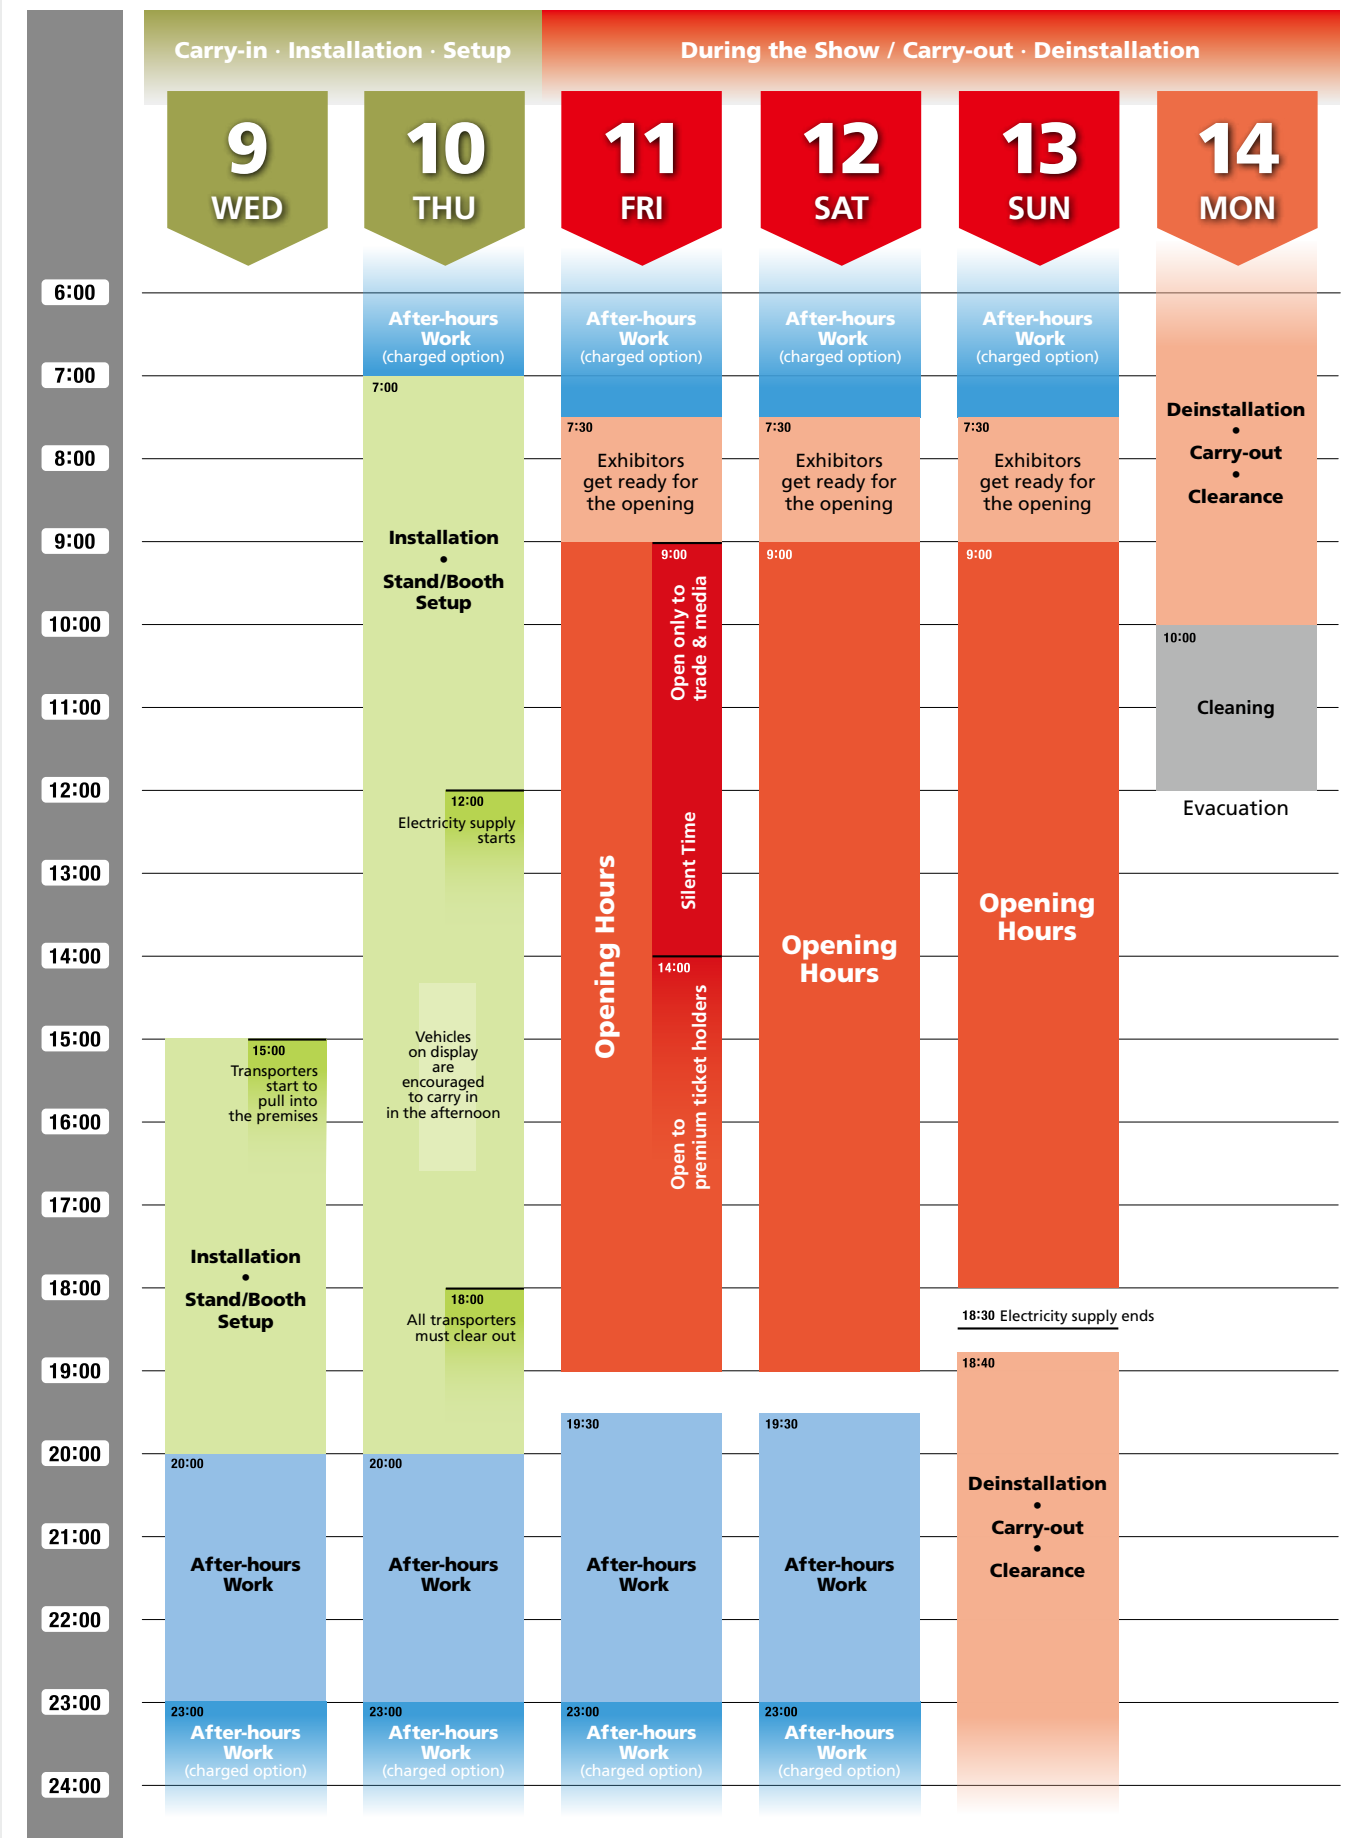 Carry-in · Installation · Setup
During the Show / Carry-out · Deinstallation
9
WED
10
THU
11
FRI
12
SAT
13
SUN
14
MON
6:00
7:00
8:00
9:00
10:00
11:00
12:00
13:00
14:00
15:00
16:00
17:00
18:00
19:00
20:00
21:00
22:00
23:00
24:00
15:00
Transporters
start to
pull into
the premises
Installation
•
Stand/Booth
Setup
20:00
After-hours
Work
23:00
After-hours
Work
(charged option)
After-hours
Work
(charged option)
7:00
Installation
•
Stand/Booth
Setup
12:00
Electricity supply
starts
Vehicles
on display
are
encouraged
to carry in
in the afternoon
18:00
All transporters
must clear out
20:00
After-hours
Work
23:00
After-hours
Work
(charged option)
After-hours
Work
(charged option)
7:30
Exhibitors
get ready for
the opening
Opening Hours
9:00
Open only to
trade & media
Silent Time
14:00
Open to
premium ticket holders
19:30
After-hours
Work
23:00
After-hours
Work
(charged option)
After-hours
Work
(charged option)
7:30
Exhibitors
get ready for
the opening
9:00
Opening
Hours
19:30
After-hours
Work
23:00
After-hours
Work
(charged option)
After-hours
Work
(charged option)
7:30
Exhibitors
get ready for
the opening
9:00
Opening
Hours
18:30 Electricity supply ends
18:40
Deinstallation
•
Carry-out
•
Clearance
Deinstallation
•
Carry-out
•
Clearance
10:00
Cleaning
Evacuation